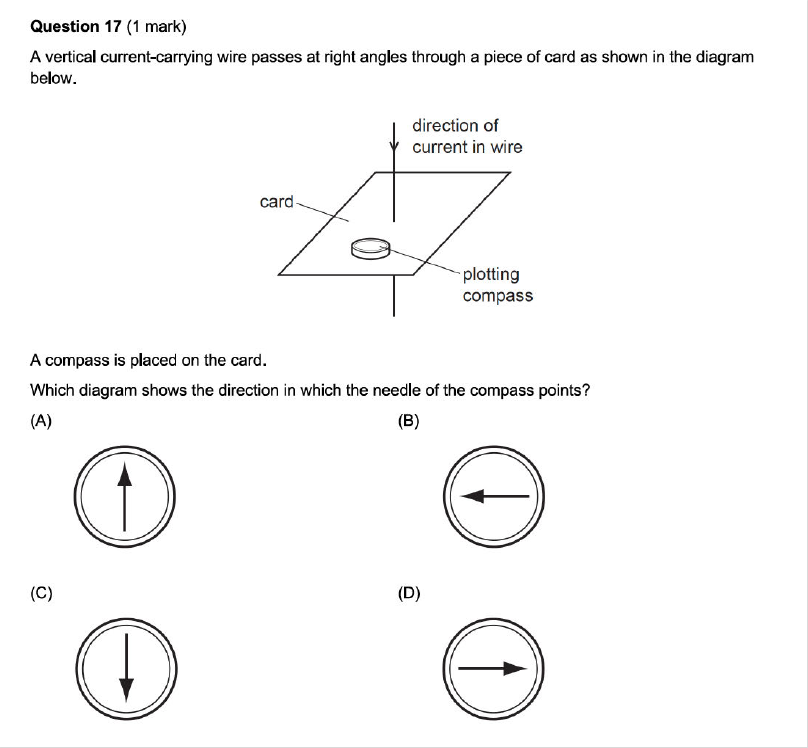 Question 17 (1 mark)
A vertical current-carrying wire passes at right angles through a piece of card as shown in the diagram
below.
direction of
current in wire
card
plotting
compass
A compass is placed on the card.
Which diagram shows the direction in which the needle of the compass points?
(A)
(B)
(C)
(D)